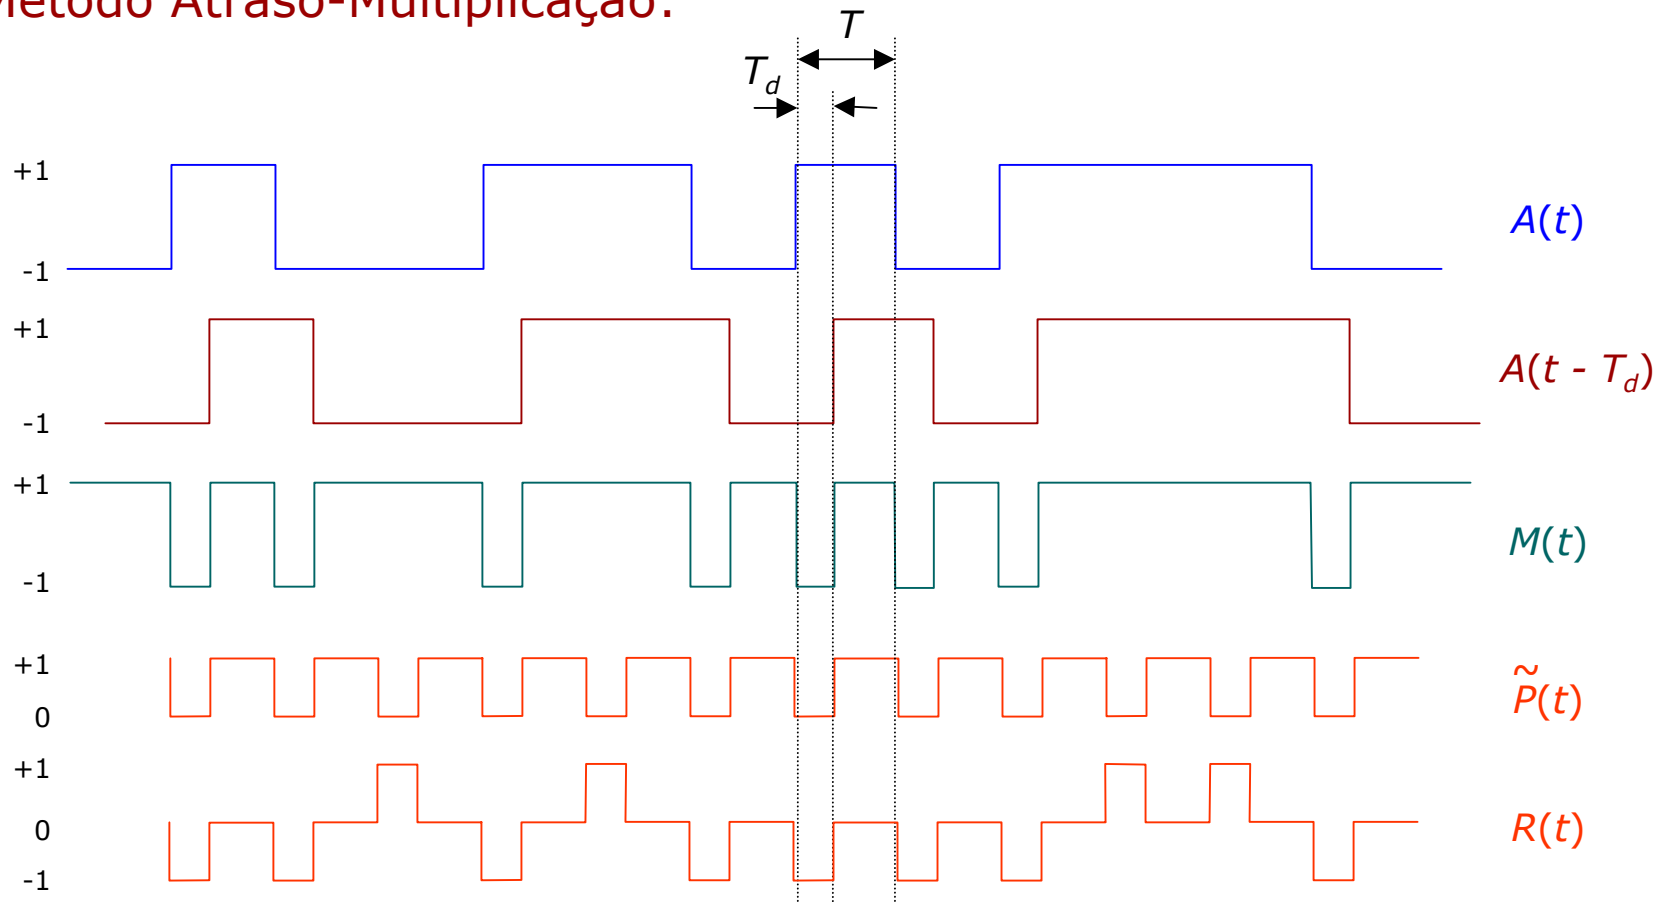 Método Atraso-Multiplicação:
T
T_d
+1
-1
A(t)
+1
-1
A(t - T_d)
+1
-1
M(t)
+1
0
P̃(t)
+1
0
-1
R(t)